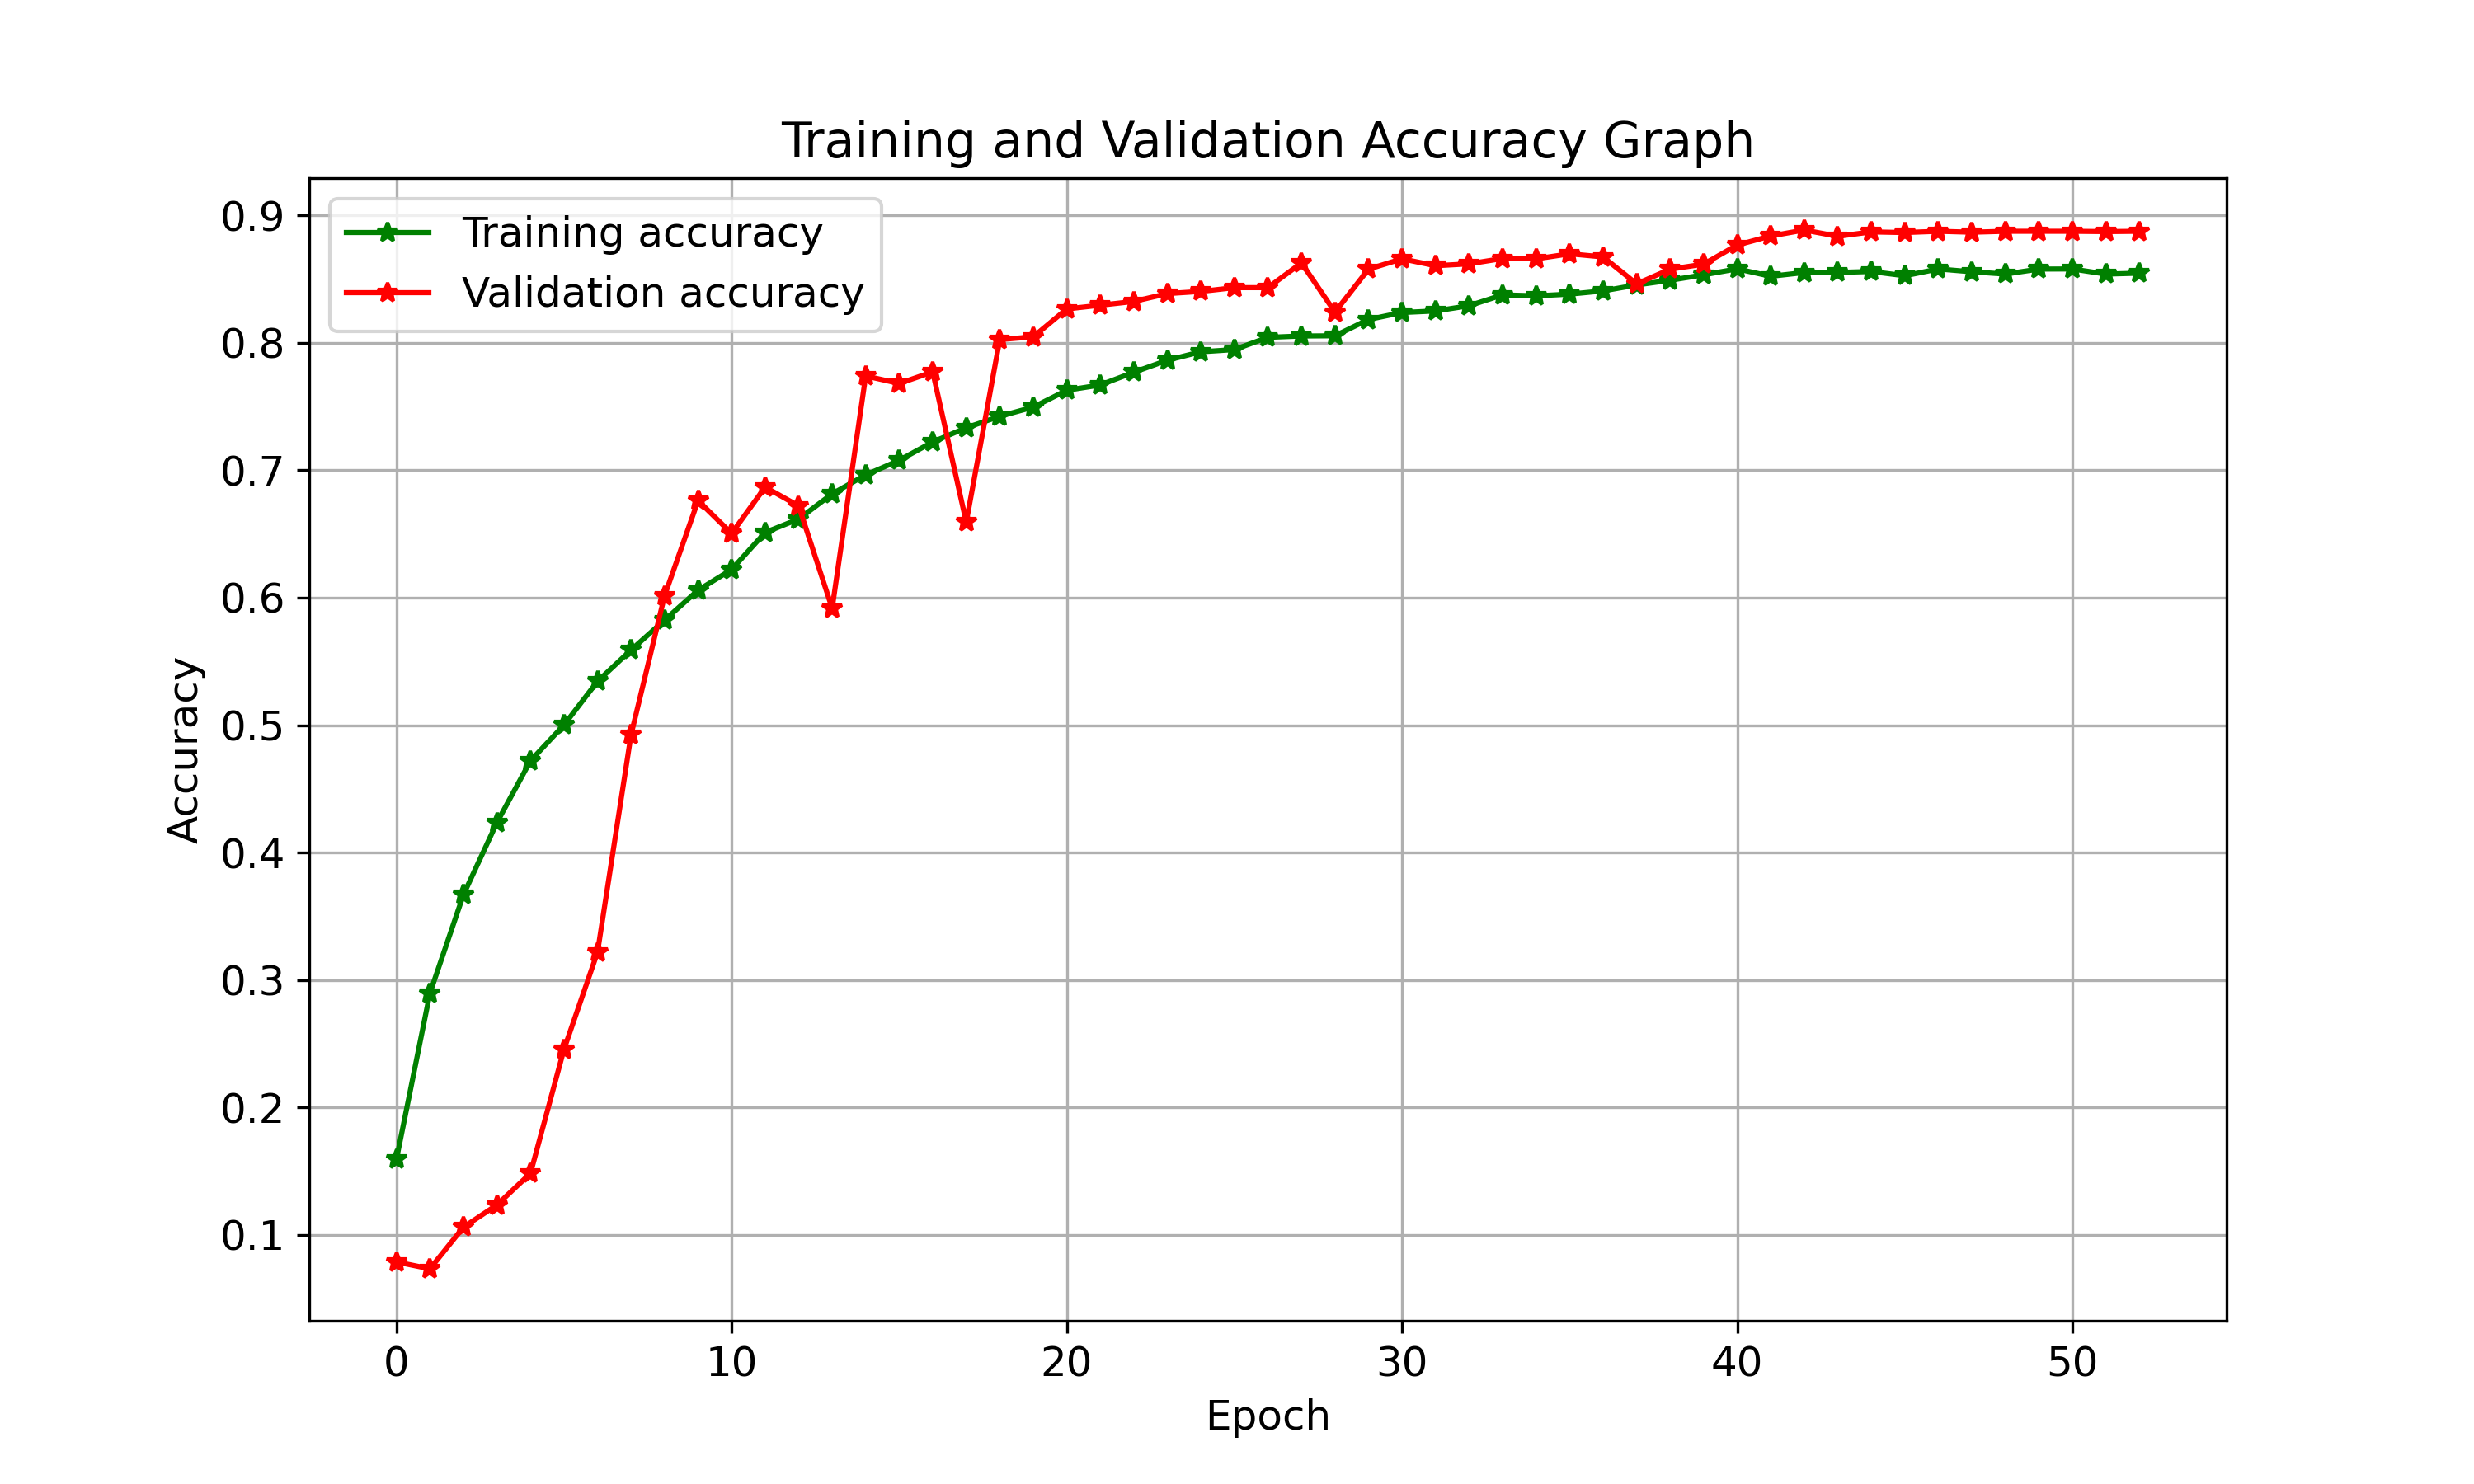 Training and Validation Accuracy Graph
Training accuracy
Validation accuracy
Accuracy
0.9
0.8
0.7
0.6
0.5
0.4
0.3
0.2
0.1
0 10 20 30 40 50
Epoch